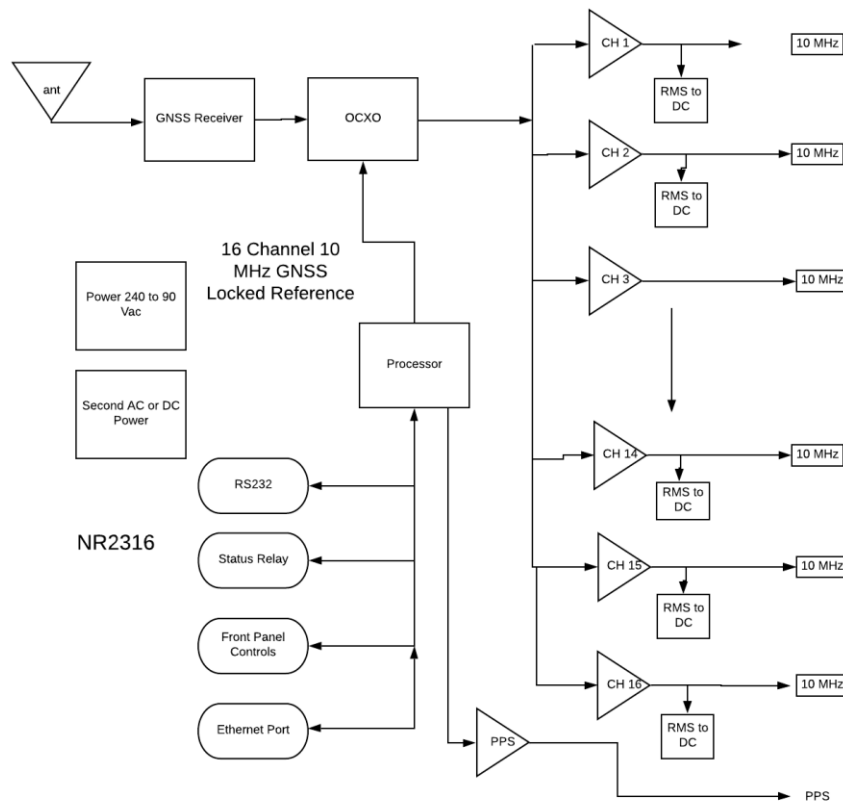 CH 1
10 MHz
ant
GNSS Receiver
OCXO
RMS to
DC
CH 2
10 MHz
RMS to
DC
16 Channel 10
MHz GNSS
Locked Reference
CH 3
10 MHz
Power 240 to 90
Vac
Processor
Second AC or DC
Power
CH 14
10 MHz
RS232
RMS to
DC
NR2316
Status Relay
CH 15
10 MHz
RMS to
DC
Front Panel
Controls
CH 16
10 MHz
Ethernet Port
RMS to
DC
PPS
PPS